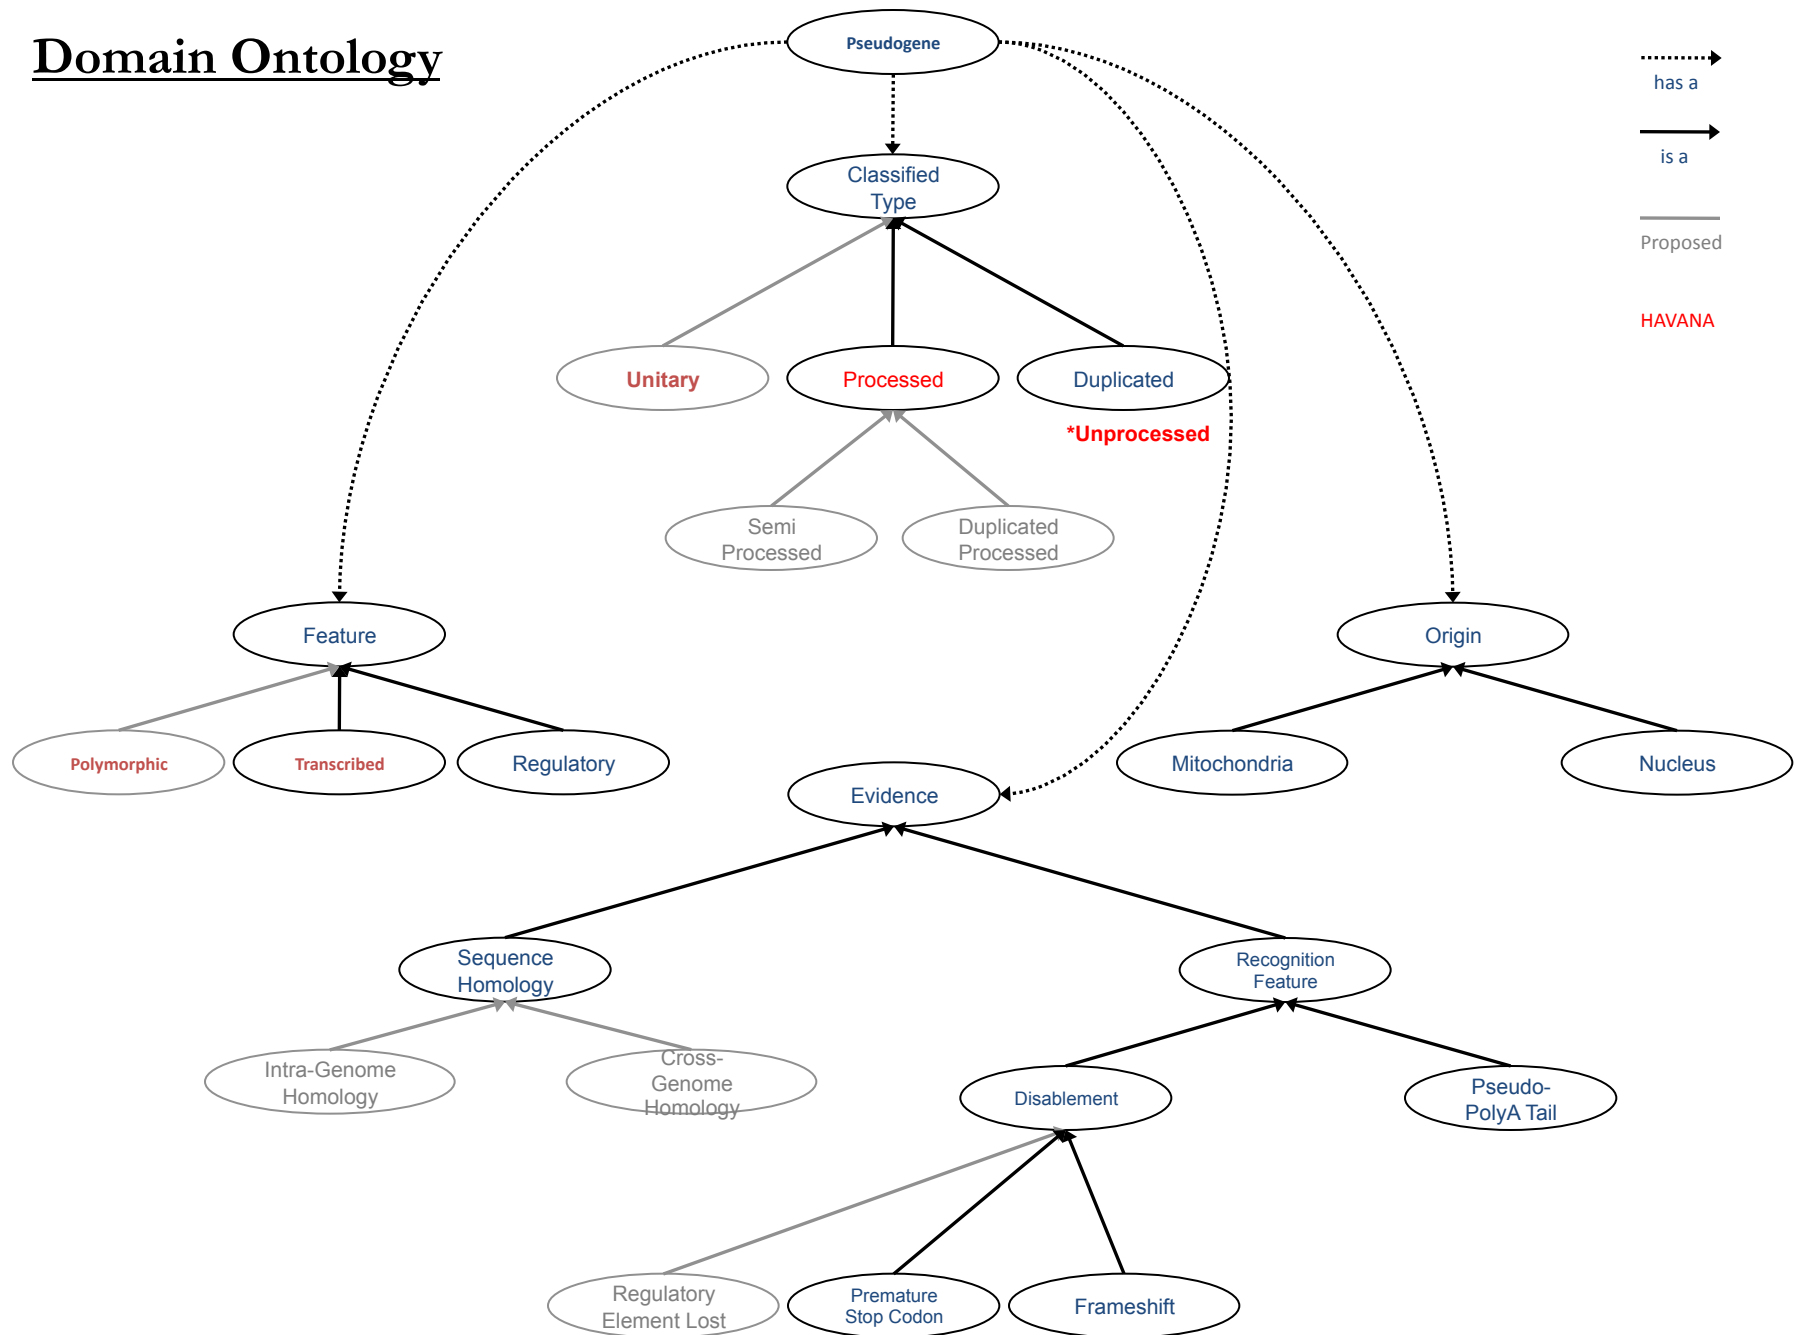 Domain Ontology
Pseudogene
has a
is a
Proposed
HAVANA
Classified
Type
Unitary
Processed
Duplicated
*Unprocessed
Semi
Processed
Duplicated
Processed
Feature
Origin
Polymorphic
Transcribed
Regulatory
Mitochondria
Nucleus
Evidence
Sequence
Homology
Recognition
Feature
Intra-Genome
Homology
Cross-
Genome
Homology
Disablement
Pseudo-
PolyA Tail
Regulatory
Element Lost
Premature
Stop Codon
Frameshift